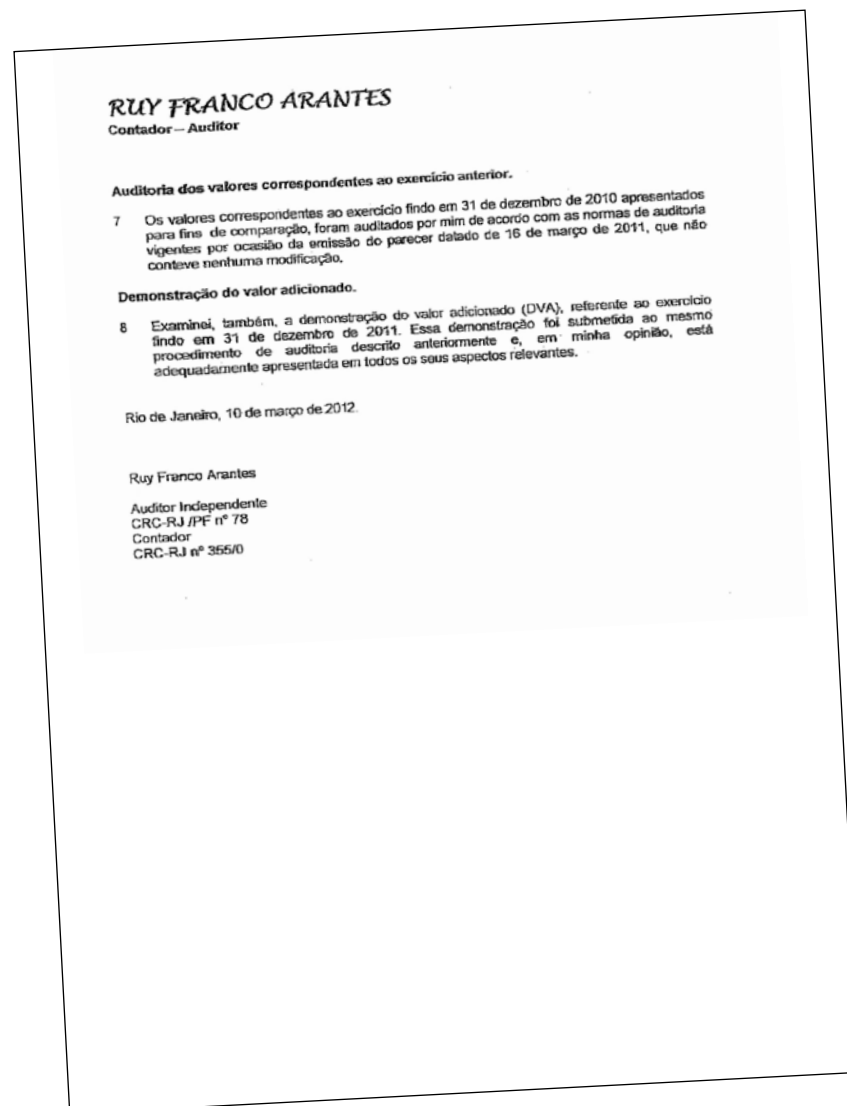 RUY FRANCO ARANTES
Contador – Auditor
Auditoria dos valores correspondentes ao exercício anterior.
7 Os valores correspondentes ao exercício findo em 31 de dezembro de 2010 apresentados
para fins de comparação, foram auditados por mim de acordo com as normas de auditoria
vigentes por ocasião da emissão do parecer datado de 16 de março de 2011, que não
conteve nenhuma modificação.
Demonstração do valor adicionado.
8 Examinei, também, a demonstração do valor adicionado (DVA), referente ao exercício
findo em 31 de dezembro de 2011. Essa demonstração foi submetida ao mesmo
procedimento de auditoria descrito anteriormente e, em minha opinião, está
adequadamente apresentada em todos os seus aspectos relevantes.
Rio de Janeiro, 10 de março de 2012.
Ruy Franco Arantes
Auditor Independente
CRC-RJ /PF nº 78
Contador
CRC-RJ nº 355/0